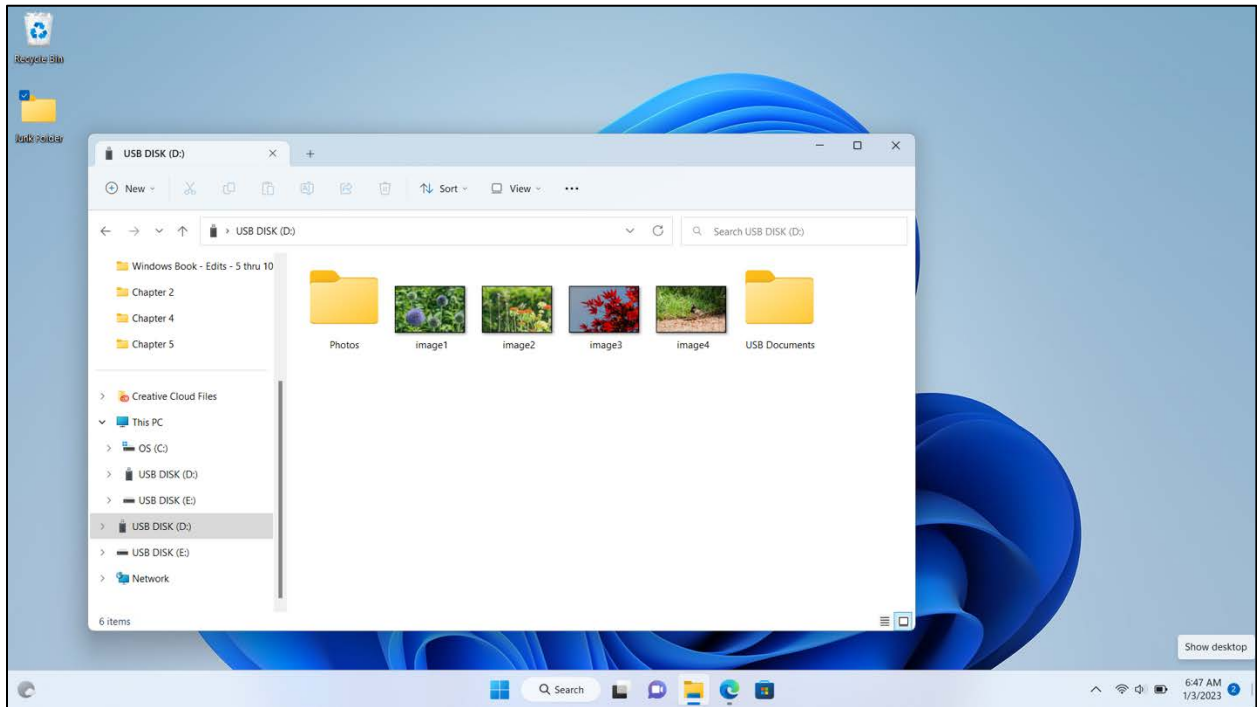 Recycle Bin
Junk Folder
USB DISK (D:)
New
Sort
View
USB DISK (D:)
Search USB DISK (D:)
Windows Book - Edits - 5 thru 10
Chapter 2
Chapter 4
Chapter 5
Photos
image1
image2
image3
image4
USB Documents
Creative Cloud Files
This PC
OS (C:)
USB DISK (D:)
USB DISK (E:)
USB DISK (D:)
USB DISK (E:)
Network
6 items
Show desktop
Search
6:47 AM
1/3/2023
2